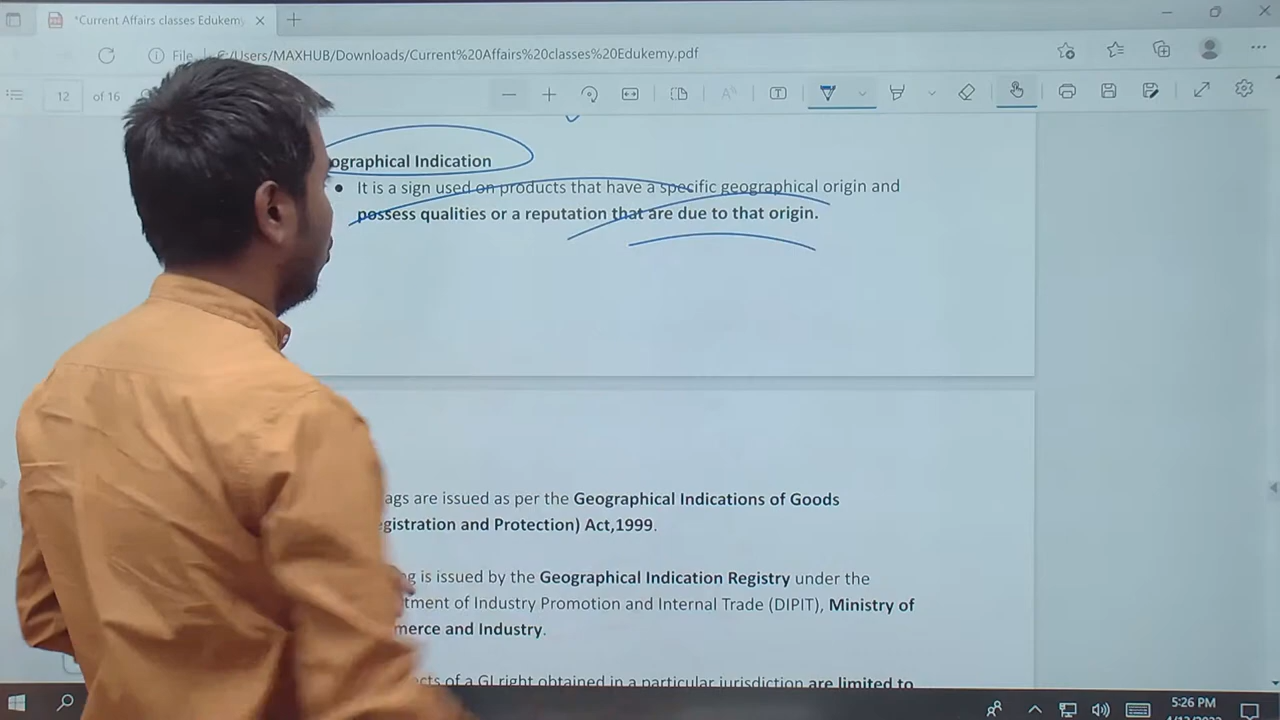 *Current Affairs classes Edukemy
File
C:/Users/MAXHUB/Downloads/Current%20Affairs%20classes%20Edukemy.pdf
12 of 16
ographical Indication
It is a sign used on products that have a specific geographical origin and
possess qualities or a reputation that are due to that origin.
ags are issued as per the Geographical Indications of Goods
gistration and Protection) Act,1999.
g is issued by the Geographical Indication Registry under the
tment of Industry Promotion and Internal Trade (DIPIT), Ministry of
merce and Industry.
cts of a GI right obtained in a particular jurisdiction are limited to
5:26 PM